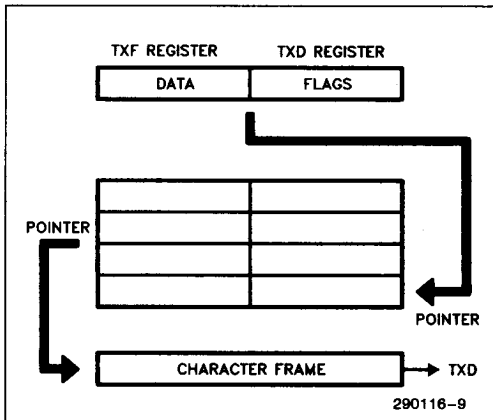 TXF REGISTER TXD REGISTER
DATA FLAGS
POINTER
POINTER
CHARACTER FRAME TXD
290116-9